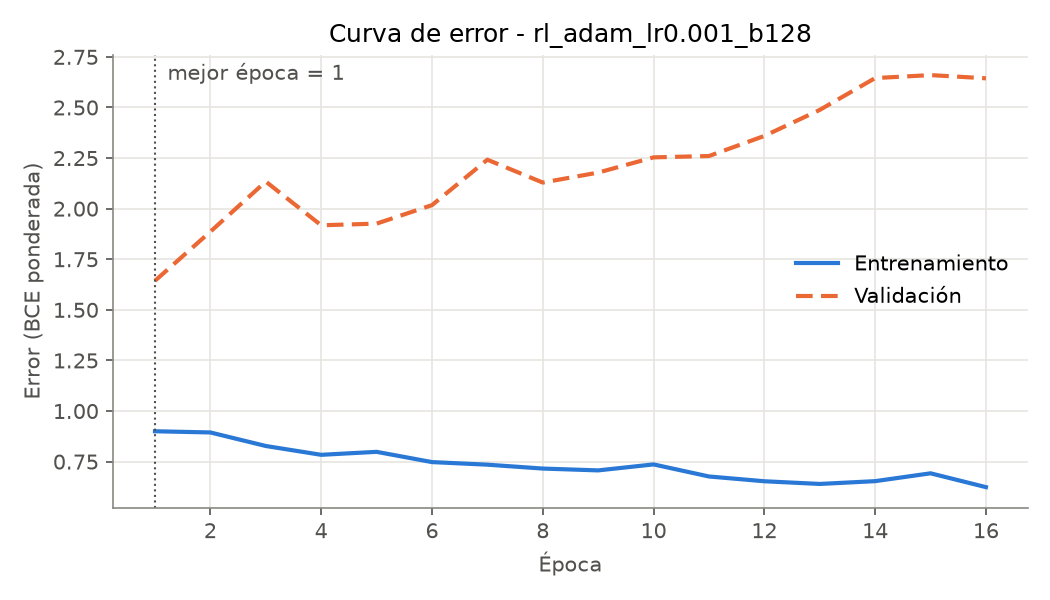 Curva de error - rl_adam_lr0.001_b128
mejor época = 1
Error (BCE ponderada)
2.75
2.50
2.25
2.00
1.75
1.50
1.25
1.00
0.75
Entrenamiento
Validación
2 4 6 8 10 12 14 16
Época